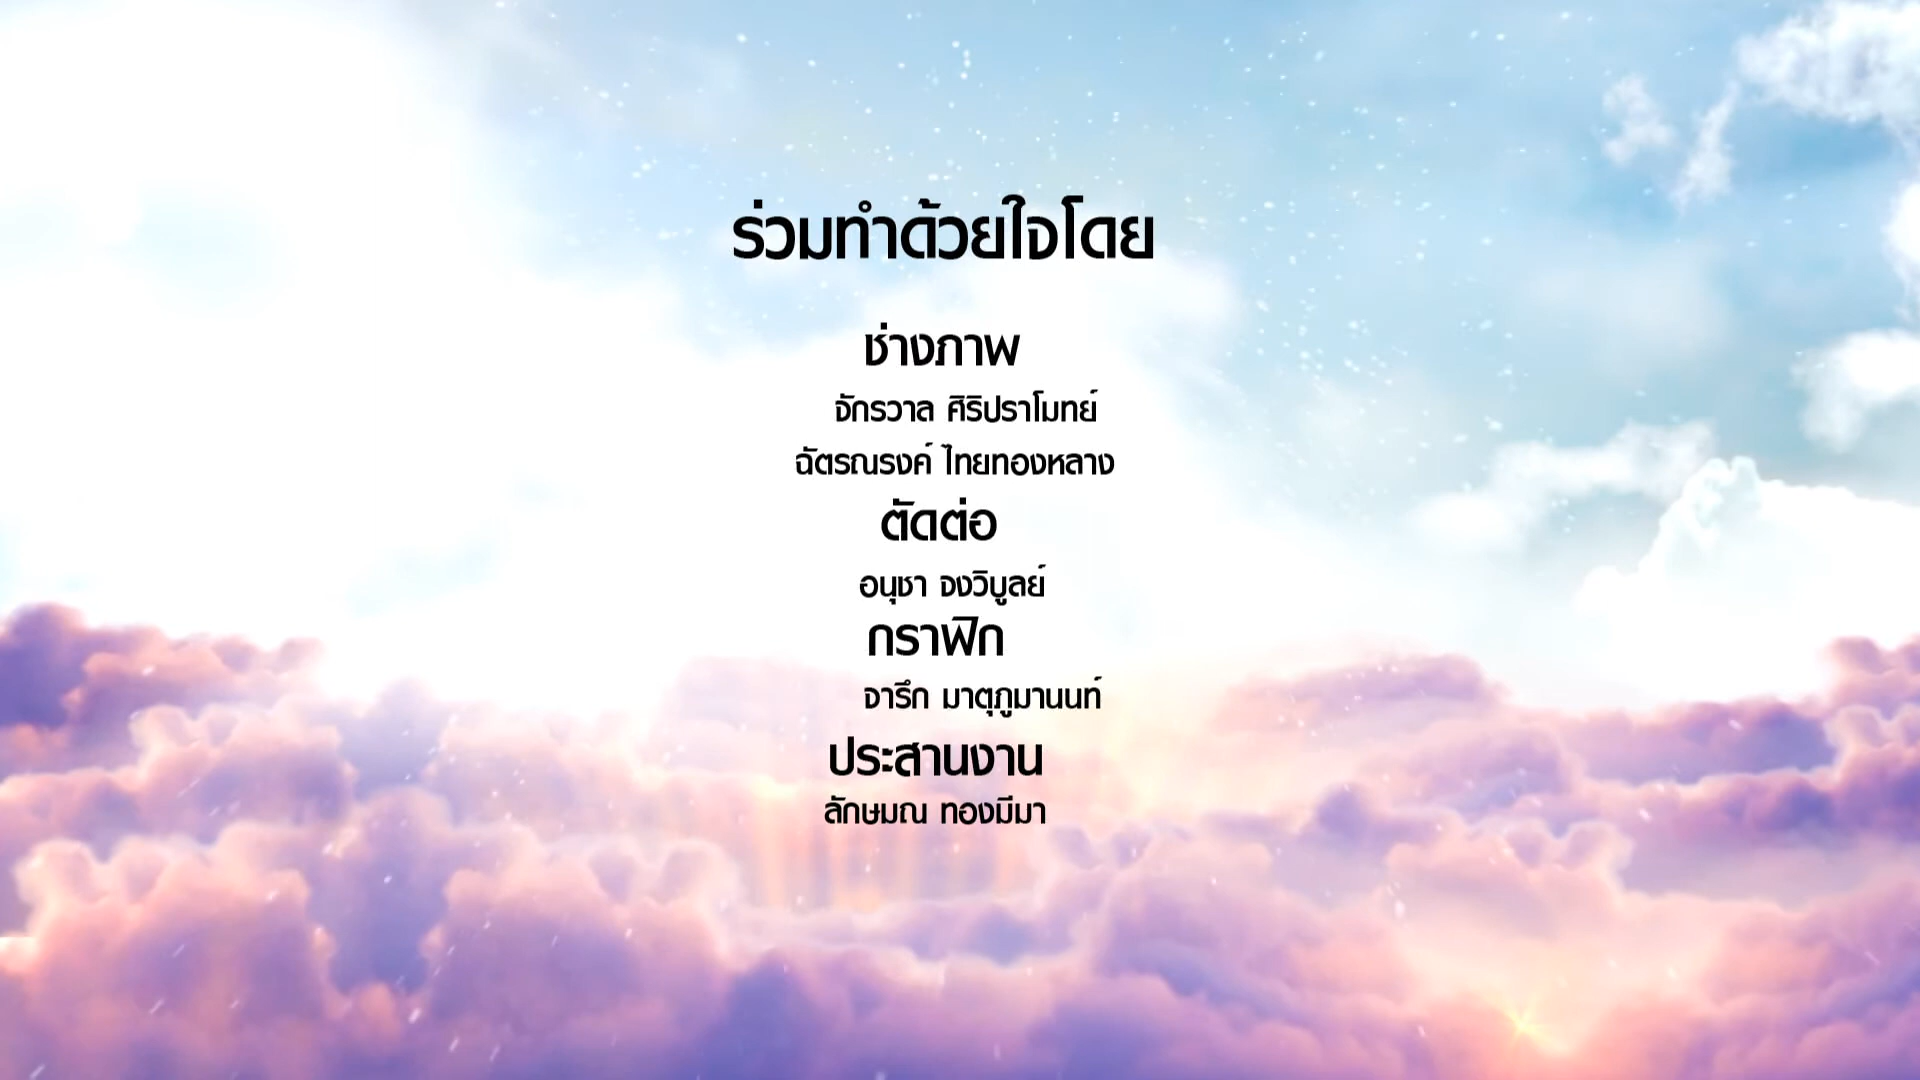 ร่วมทำด้วยใจโดย
ช่างภาพ
จักรวาล ศิริปราโมทย์
ฉัตรณรงค์ ไทยทองหลาง
ตัดต่อ
อนุชา จงวิบูลย์
กราฟิก
จารึก มาตุภูมานนท์
ประสานงาน
ลักษมณ ทองมีมา